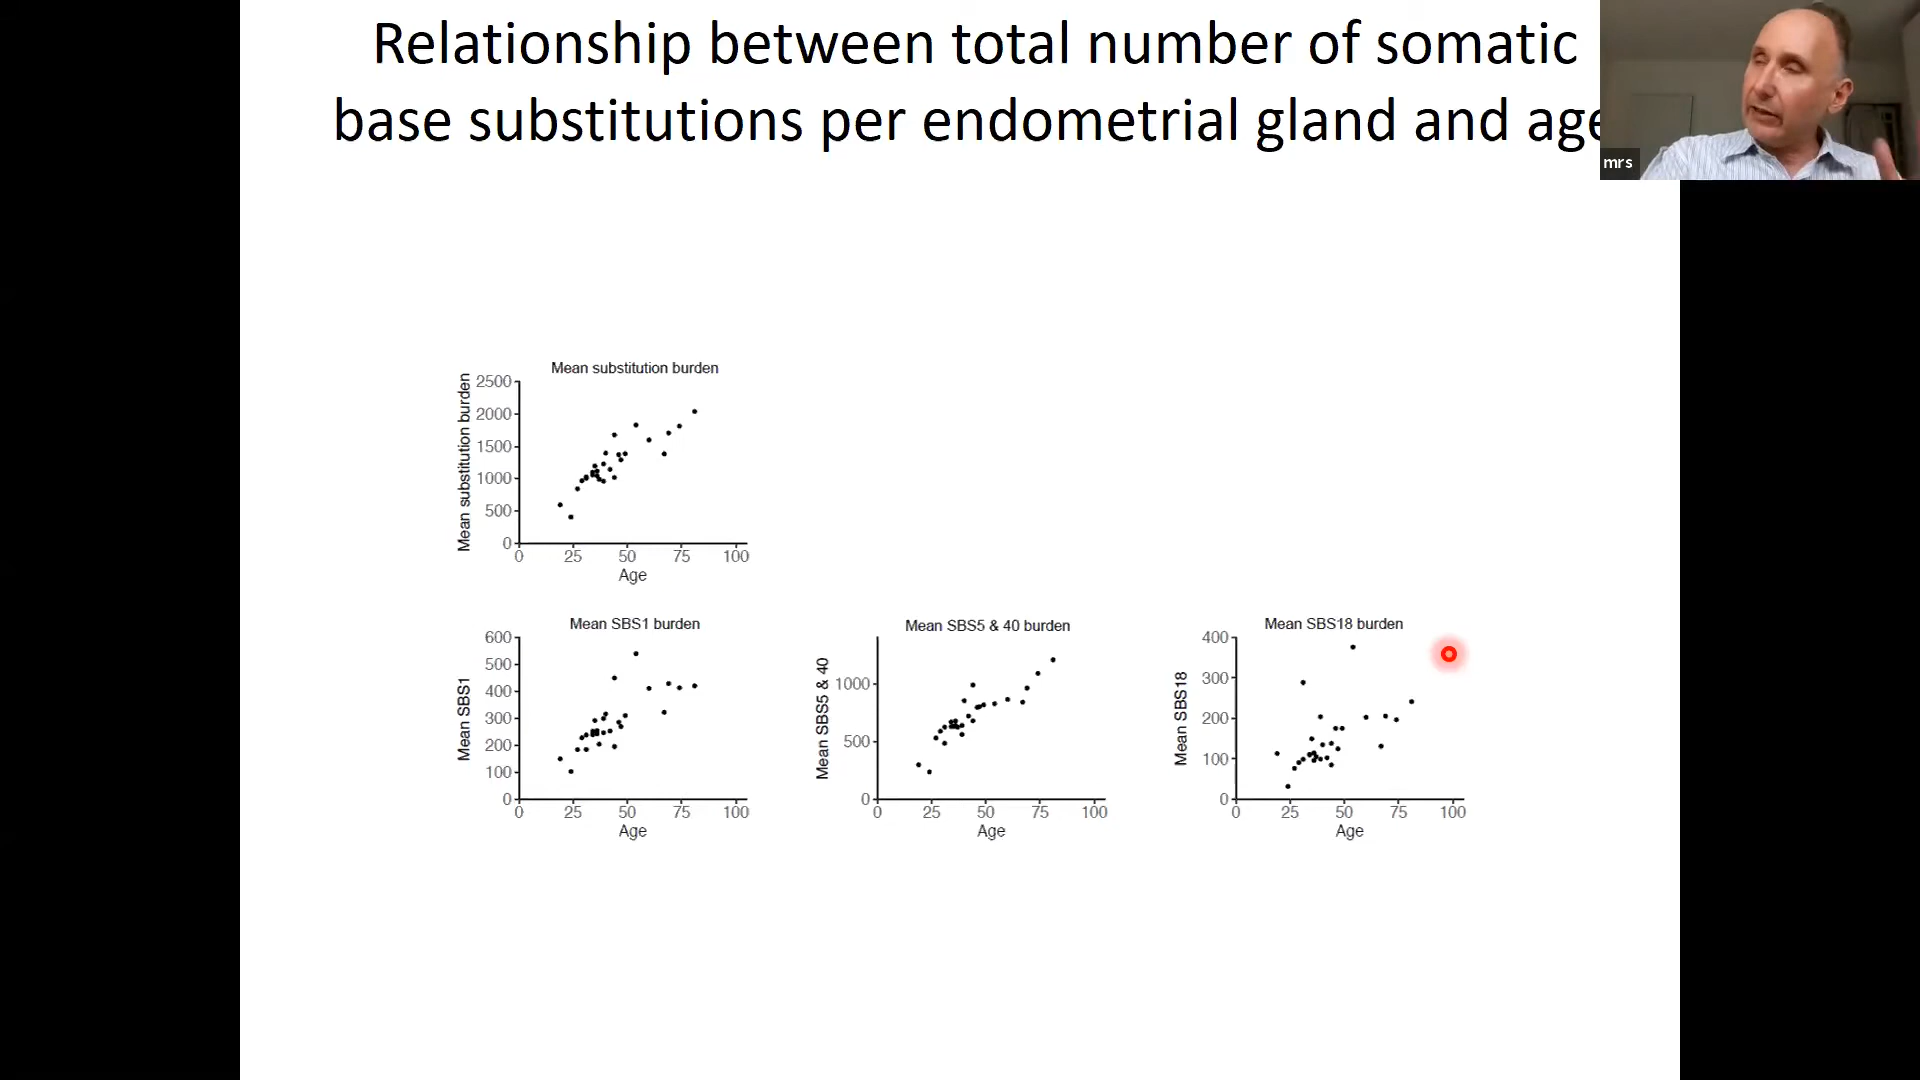 Relationship between total number of somatic
base substitutions per endometrial gland and age
mrs
Mean substitution burden
Mean substitution burden
2500
2000
1500
1000
500
0
0 25 50 75 100
Age
Mean SBS1 burden
Mean SBS1
600
500
400
300
200
100
0
0 25 50 75 100
Age
Mean SBS5 & 40 burden
Mean SBS5 & 40
1000
500
0
0 25 50 75 100
Age
Mean SBS18 burden
Mean SBS18
400
300
200
100
0
0 25 50 75 100
Age